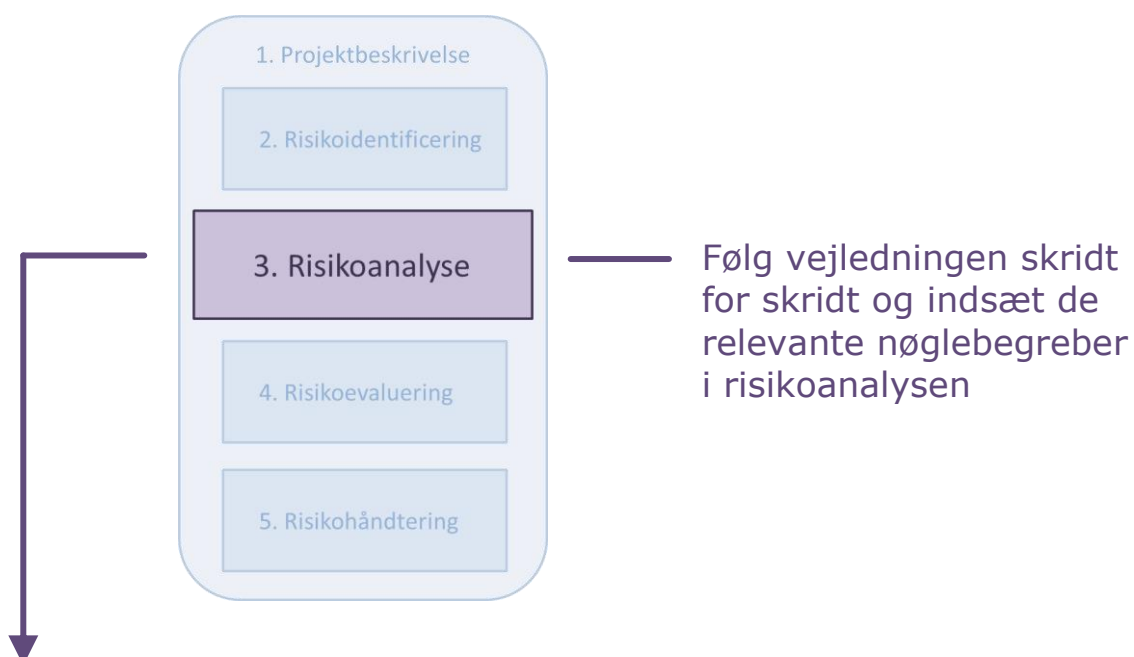 1. Projektbeskrivelse
2. Risikoidentificering
3. Risikoanalyse
Følg vejledningen skridt
for skridt og indsæt de
relevante nøglebegreber
i risikoanalysen
4. Risikoevaluering
5. Risikohåndtering